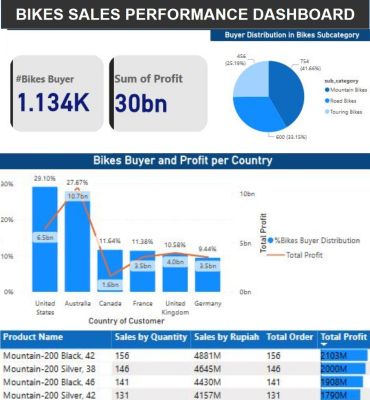 BIKES SALES PERFORMANCE DASHBOARD
#Bikes Buyer
1.134K
Sum of Profit
30bn
Buyer Distribution in Bikes Subcategory
456
(25.19%)
754
(41.66%)
600 (33.15%)
sub_category
Mountain Bikes
Road Bikes
Touring Bikes
Bikes Buyer and Profit per Country
30%
20%
10%
0%
29.10%
27.87%
11.64%
11.38%
10.58%
9.44%
6.5bn
10.7bn
1.6bn
3.5bn
4.0bn
3.5bn
10bn
5bn
0bn
Total Profit
%Bikes Buyer Distribution
Total Profit
United States
Australia
Canada
France
United Kingdom
Germany
Country of Customer
Product Name Sales by Quantity Sales by Rupiah Total Order Total Profit
Mountain-200 Black, 42 156 4881M 156 2103M
Mountain-200 Silver, 38 146 4645M 146 2000M
Mountain-200 Black, 46 141 4430M 141 1908M
Mountain-200 Silver, 42 131 4157M 131 1790M